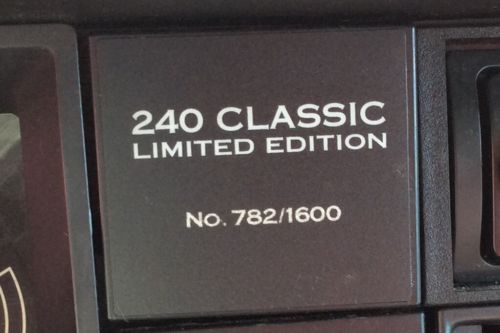 240 CLASSIC
LIMITED EDITION
No. 782/1600